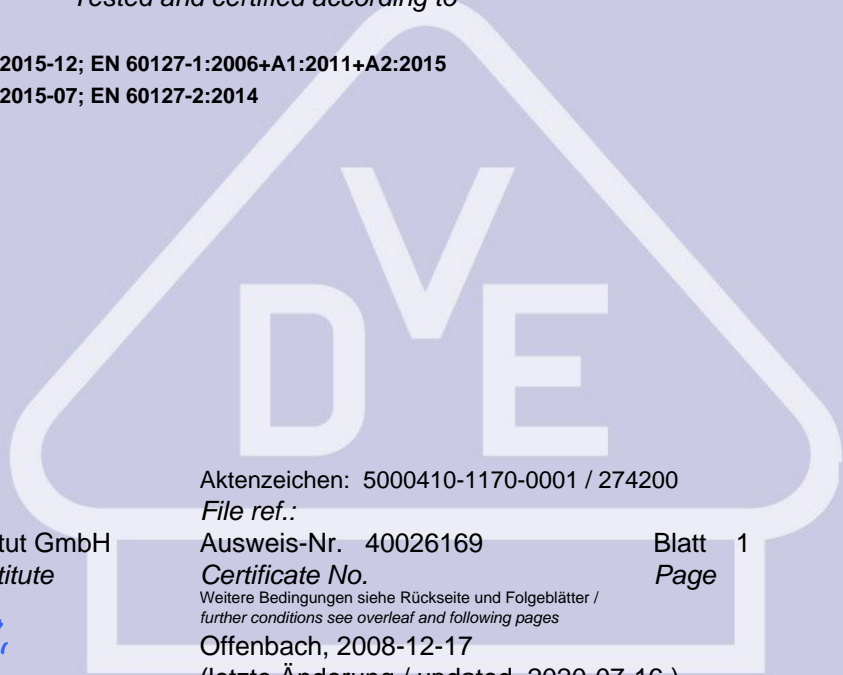 Tested and certified according to
2015-12; EN 60127-1:2006+A1:2011+A2:2015
2015-07; EN 60127-2:2014
VDE
Aktenzeichen: 5000410-1170-0001 / 274200
File ref.:
tut GmbH
Ausweis-Nr. 40026169 Blatt 1
titute
Certificate No. Page
Weitere Bedingungen siehe Rückseite und Folgeblätter /
further conditions see overleaf and following pages
Offenbach, 2008-12-17
(letzte Änderung / updated 2020-07-16 )